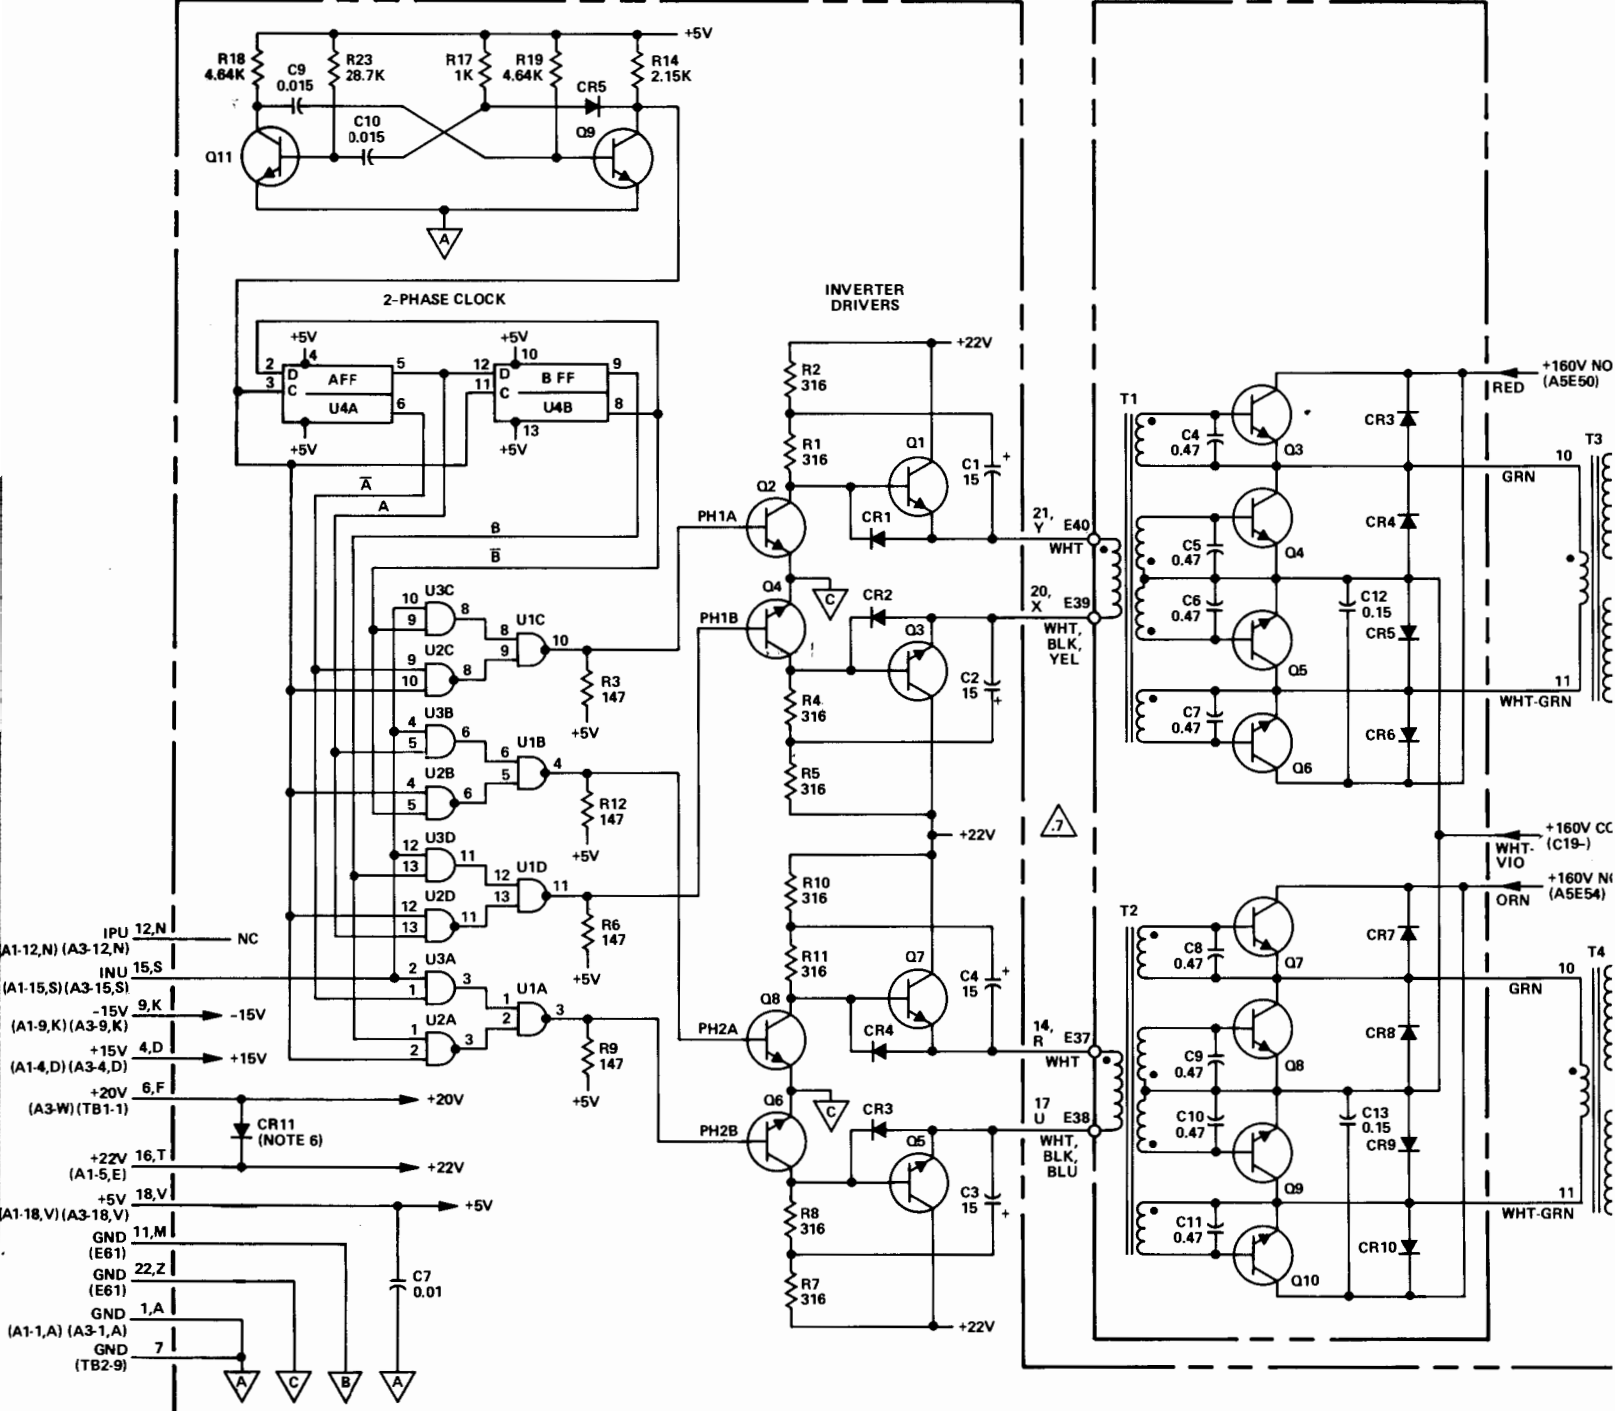 +5V
R18
4.64K
C9
0.015
R23
28.7K
R17
1K
R19
4.64K
R14
2.15K
CR5
C10
0.015
Q11
Q9
A
2-PHASE CLOCK
+5V
4
2
D
3
C
AFF
U4A
5
6
+5V
+5V
10
12
D
11
C
B FF
U4B
9
8
13
+5V
A
A
B
B
U3C
10
9
8
U2C
9
10
8
U1C
8
9
10
R3
147
+5V
U3B
4
5
6
U2B
4
5
6
U1B
6
5
4
R12
147
+5V
U3D
12
13
11
U2D
12
13
11
U1D
12
13
11
R6
147
+5V
U3A
2
1
3
U2A
1
2
3
U1A
1
2
3
R9
147
+5V
INVERTER
DRIVERS
+22V
R2
316
R1
316
Q1
C1
15
+
Q2
PH1A
CR1
Q4
PH1B
C
CR2
Q3
R4
316
C2
15
+
R5
316
+22V
R10
316
R11
316
Q7
C4
15
+
Q8
PH2A
CR4
Q6
PH2B
C
CR3
Q5
R8
316
C3
15
+
R7
316
+22V
21,
Y
E40
WHT
20,
X
E39
WHT,
BLK,
YEL
.7
14,
R
E37
WHT
17
U
E38
WHT,
BLK,
BLU
T1
C4
0.47
Q3
CR3
C5
0.47
Q4
CR4
C6
0.47
Q5
C12
0.15
CR5
C7
0.47
Q6
CR6
+160V NO
(A5E50)
RED
10
GRN
T3
11
WHT-GRN
+160V CO
(C19-)
WHT-
VIO
+160V NO
(A5E54)
ORN
T2
C8
0.47
Q7
CR7
C9
0.47
Q8
CR8
C10
0.47
Q9
C13
0.15
CR9
C11
0.47
Q10
CR10
10
GRN
T4
11
WHT-GRN
IPU 12,N
A1-12,N) (A3-12,N)
NC
INU 15,S
(A1-15,S)(A3-15,S)
-15V 9,K
(A1-9,K) (A3-9,K)
-15V
+15V 4,D
(A1-4,D)(A3-4,D)
+15V
+20V 6,F
(A3-W)(TB1-1)
+20V
CR11
(NOTE 6)
+22V 16,T
(A1-5,E)
+22V
+5V 18,V
A1-18,V) (A3-18,V)
+5V
GND 11,M
(E61)
GND 22,Z
(E61)
C7
0.01
GND 1,A
(A1-1,A) (A3-1,A)
GND 7
(TB2-9)
A
C
B
A